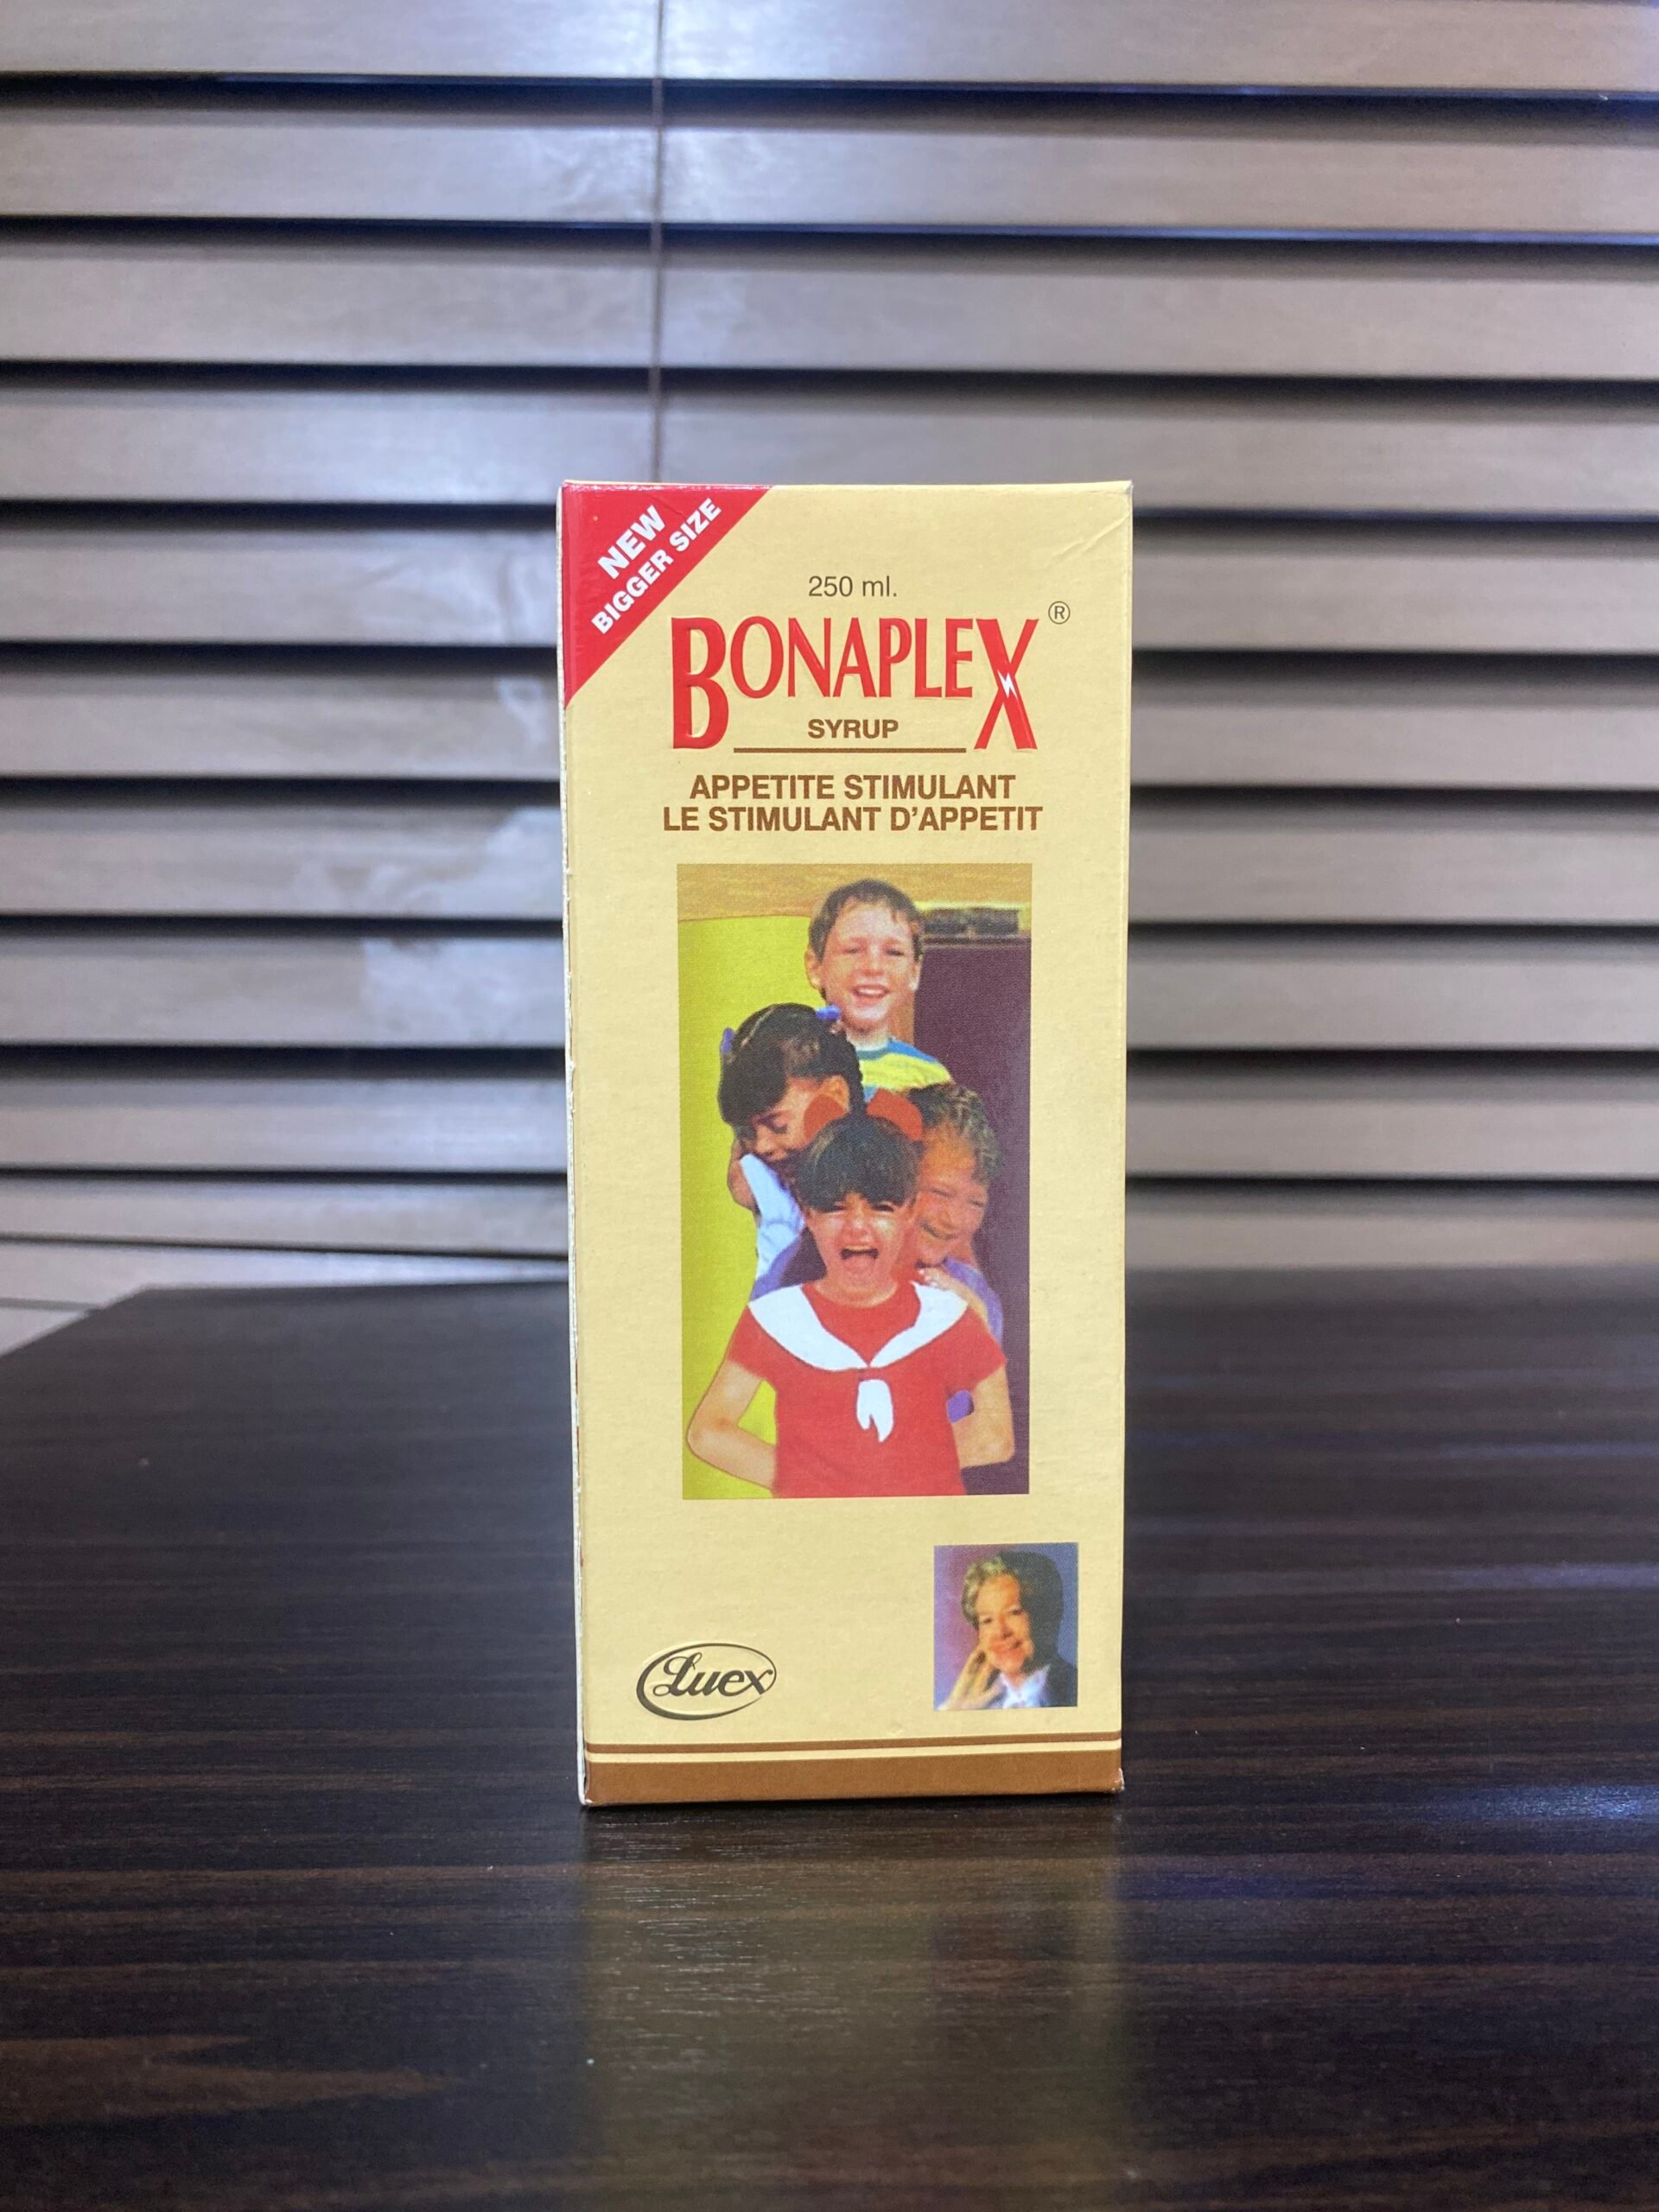 NEW
BIGGER SIZE
250 ml.
BONAPLEX®
SYRUP
APPETITE STIMULANT
LE STIMULANT D'APPETIT
Luex